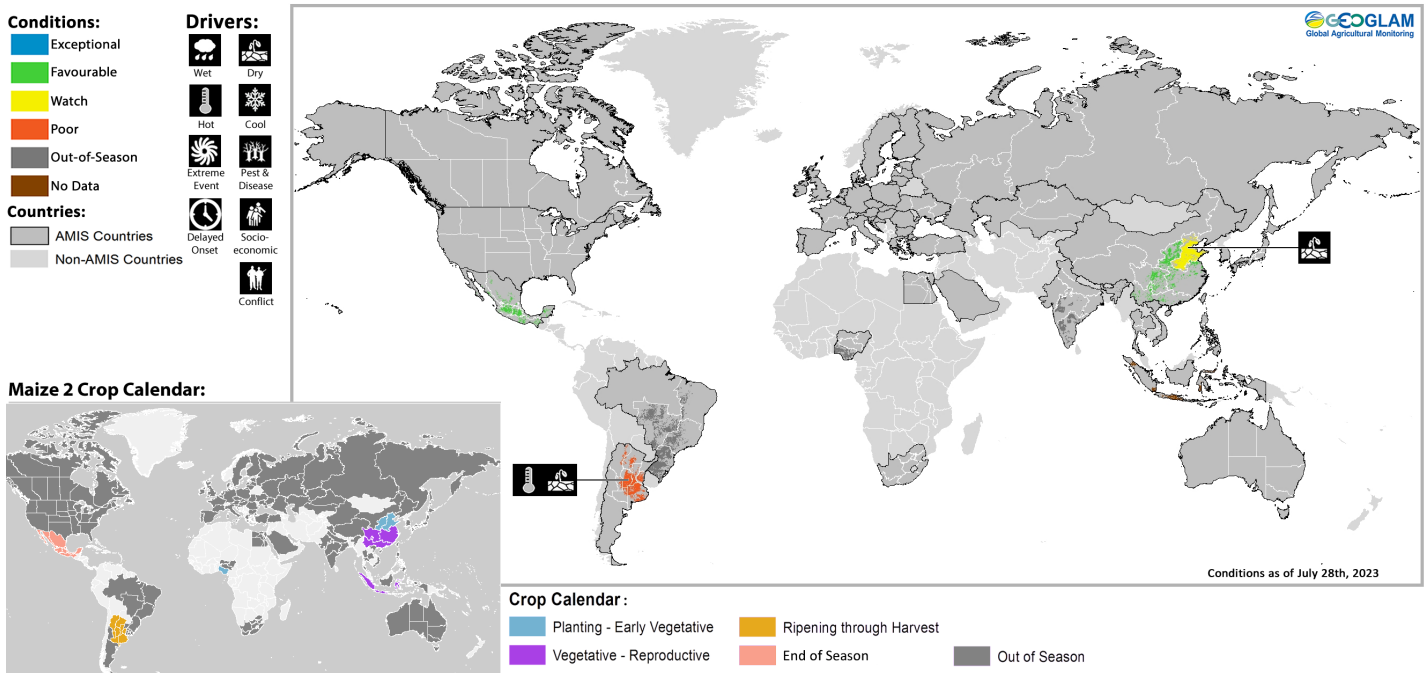 Conditions:
Exceptional
Favourable
Watch
Poor
Out-of-Season
No Data
Countries:
AMIS Countries
Non-AMIS Countries
Drivers:
Wet
Dry
Hot
Cool
Extreme
Event
Pest &
Disease
Delayed
Onset
Socio-
economic
Conflict
GEOGLAM
Global Agricultural Monitoring
Maize 2 Crop Calendar:
Conditions as of July 28th, 2023
Crop Calendar :
Planting - Early Vegetative
Ripening through Harvest
Vegetative - Reproductive
End of Season
Out of Season